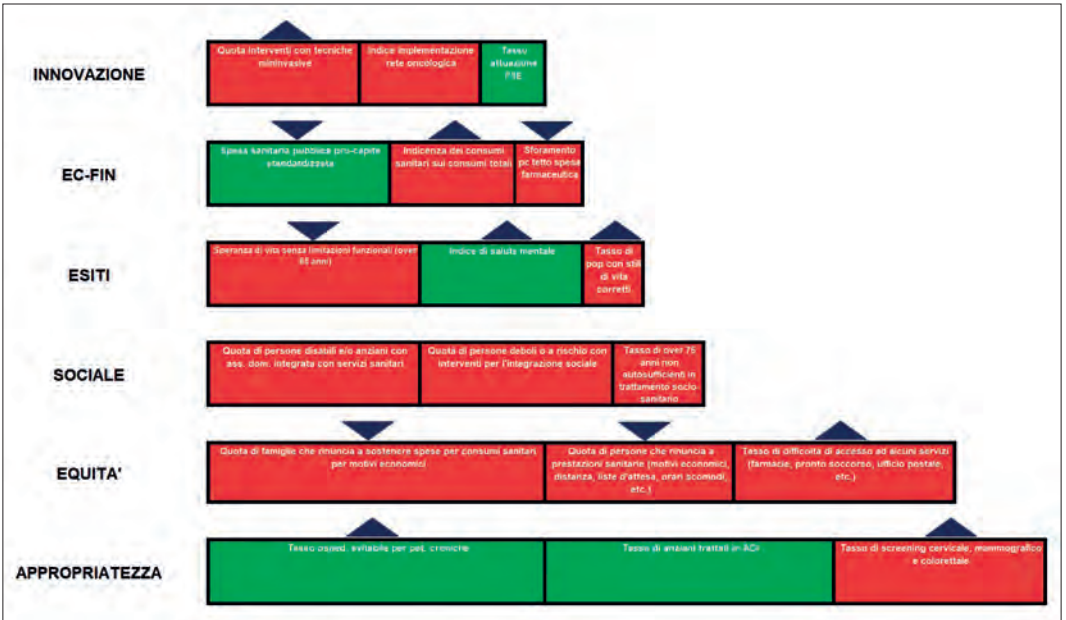 INNOVAZIONE
Quota interventi con tecniche
mininvasive
Indice implementazione
rete oncologica
Tasso
attuazione
FSE
EC-FIN
Spesa sanitaria pubblica pro-capite
standardizzata
Indicenza dei consumi
sanitari sui consumi totali
Sforamento
pc tetto spesa
farmaceutica
ESITI
Speranza di vita senza limitazioni funzionali (over
65 anni)
Indice di salute mentale
Tasso di
pop con stili
di vita
corretti
SOCIALE
Quota di persone disabili e/o anziani con
ass. dom. integrata con servizi sanitari
Quota di persone deboli o a rischio con
interventi per l'integrazione sociale
Tasso di over 75
anni non
autosufficienti in
trattamento socio-
sanitario
EQUITA'
Quota di famiglie che rinuncia a sostenere spese per consumi sanitari
per motivi economici
Quota di persone che rinuncia a
prestazioni sanitarie (motivi economici,
distanza, liste d'attesa, orari scomodi,
etc.)
Tasso di difficoltà di accesso ad alcuni servizi
(farmacie, pronto soccorso, ufficio postale,
etc.)
APPROPRIATEZZA
Tasso osped. evitabile per pat. croniche
Tasso di anziani trattati in ADI
Tasso di screening cervicale, mammografico
e colorettale